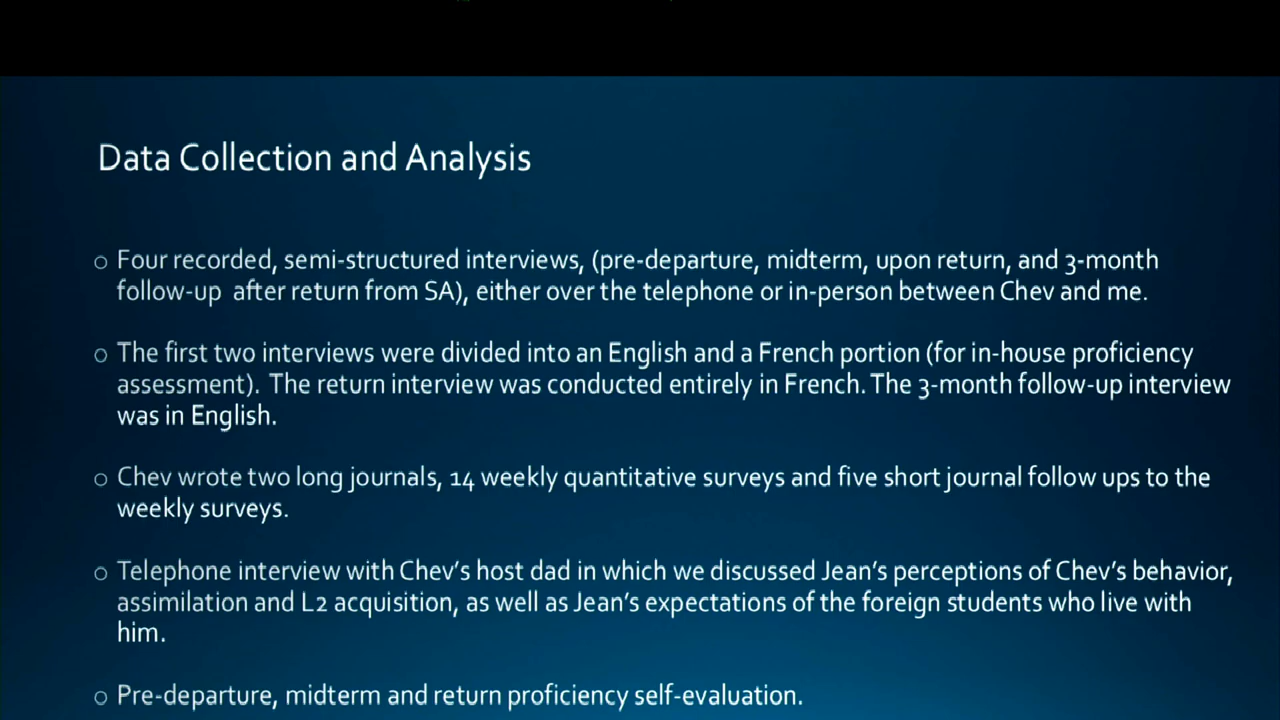 Data Collection and Analysis
o Four recorded, semi-structured interviews, (pre-departure, midterm, upon return, and 3-month
follow-up after return from SA), either over the telephone or in-person between Chev and me.
o The first two interviews were divided into an English and a French portion (for in-house proficiency
assessment). The return interview was conducted entirely in French. The 3-month follow-up interview
was in English.
o Chev wrote two long journals, 14 weekly quantitative surveys and five short journal follow ups to the
weekly surveys.
o Telephone interview with Chev's host dad in which we discussed Jean's perceptions of Chev's behavior,
assimilation and L2 acquisition, as well as Jean's expectations of the foreign students who live with
him.
o Pre-departure, midterm and return proficiency self-evaluation.